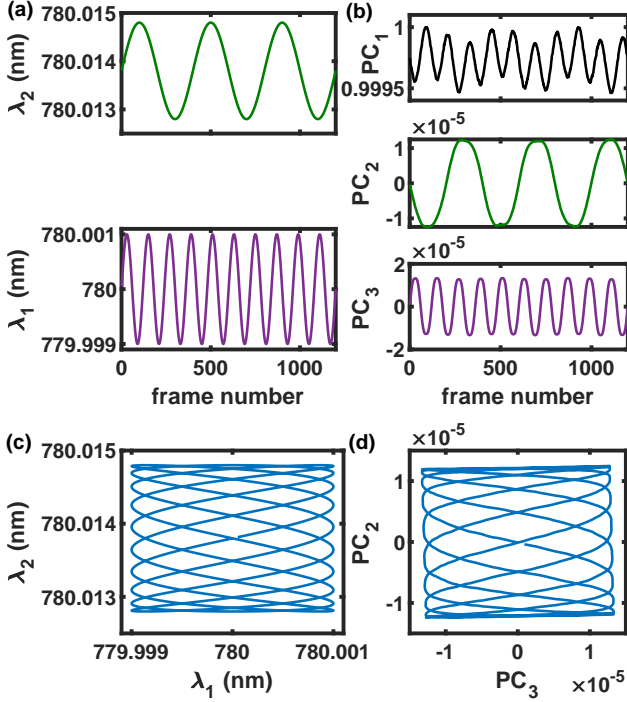 (a)
780.015
780.014
780.013
λ₂ (nm)
780.001
780
779.999
λ₁ (nm)
0 500 1000
frame number
(b)
1
0.9995
PC₁
×10⁻⁵
1
0
-1
PC₂
×10⁻⁵
2
0
-2
PC₃
0 500 1000
frame number
(c)
780.015
780.014
780.013
λ₂ (nm)
779.999 780 780.001
λ₁ (nm)
(d)
×10⁻⁵
1
0
-1
PC₂
-1 0 1
PC₃ ×10⁻⁵